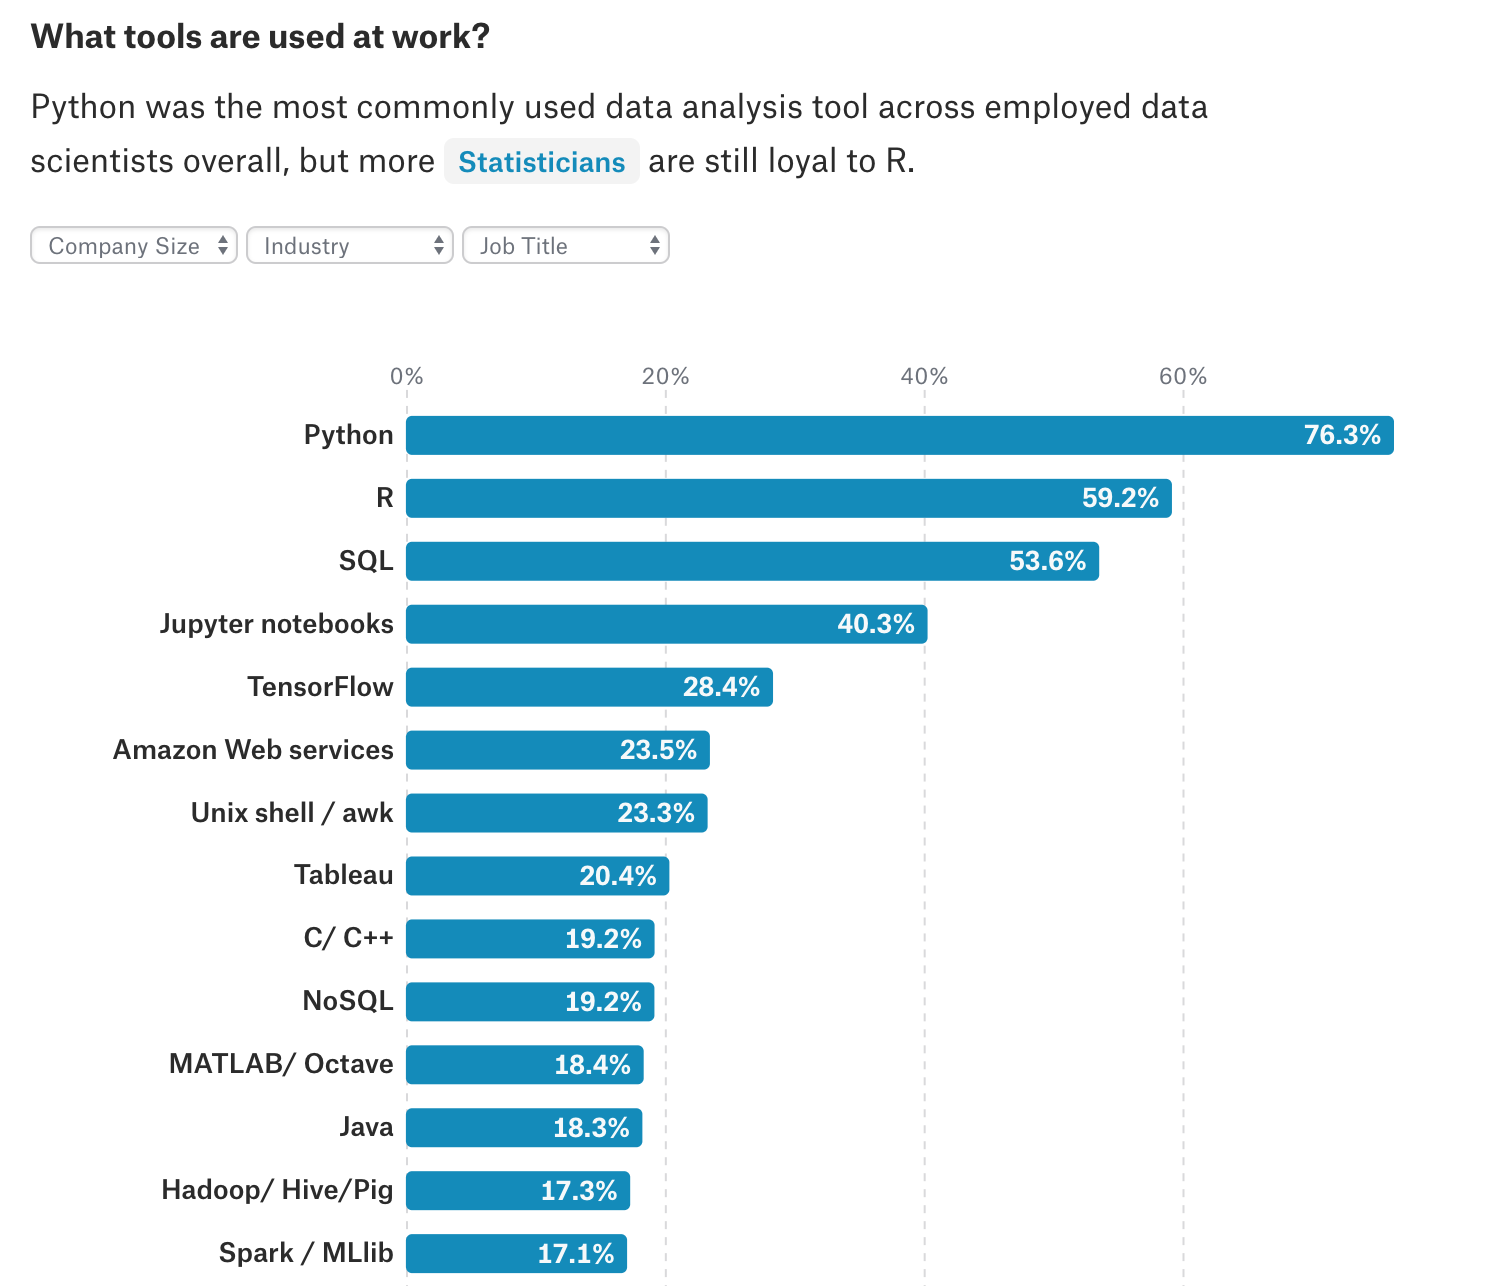 What tools are used at work?
Python was the most commonly used data analysis tool across employed data
scientists overall, but more Statisticians are still loyal to R.
Company Size Industry Job Title
0% 20% 40% 60%
Python 76.3%
R 59.2%
SQL 53.6%
Jupyter notebooks 40.3%
TensorFlow 28.4%
Amazon Web services 23.5%
Unix shell / awk 23.3%
Tableau 20.4%
C/ C++ 19.2%
NoSQL 19.2%
MATLAB/ Octave 18.4%
Java 18.3%
Hadoop/ Hive/Pig 17.3%
Spark / MLlib 17.1%